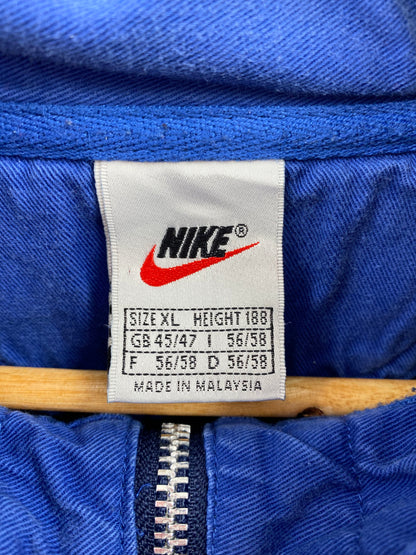 NIKE®
SIZE XL HEIGHT 188
GB 45/47 I 56/58
F 56/58 D 56/58
MADE IN MALAYSIA